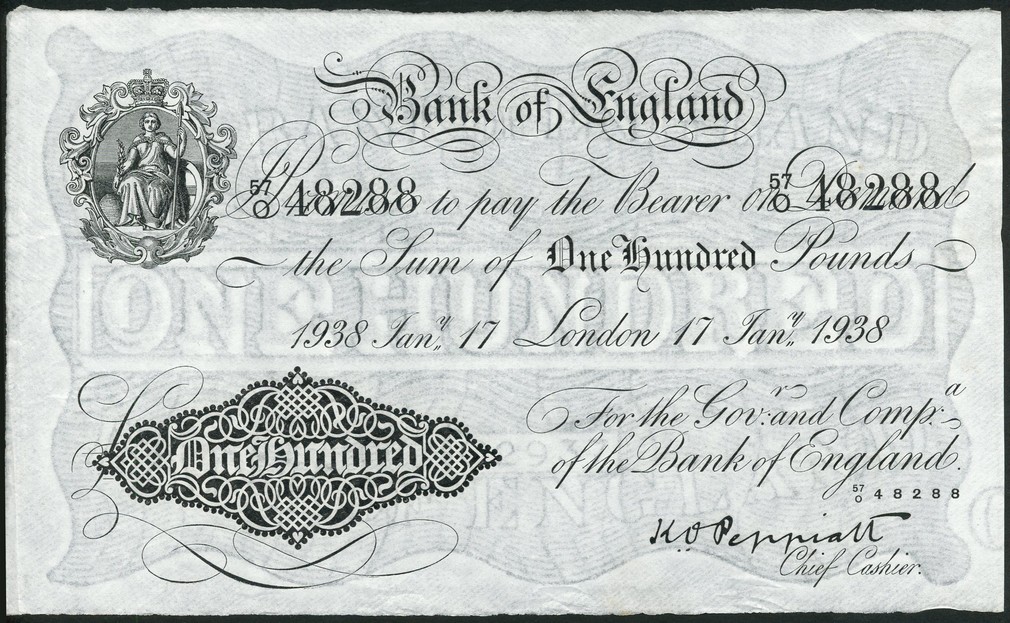 Bank of England
57/0 48288 to pay the Bearer on 57/0 48288
the Sum of One Hundred Pounds
1938 Jany. 17 London 17 Jany. 1938
For the Govr. and Compa.
of the Bank of England.
57/0 48288
One Hundred
K O Peppiatt
Chief Cashier.
ONE HUNDRED